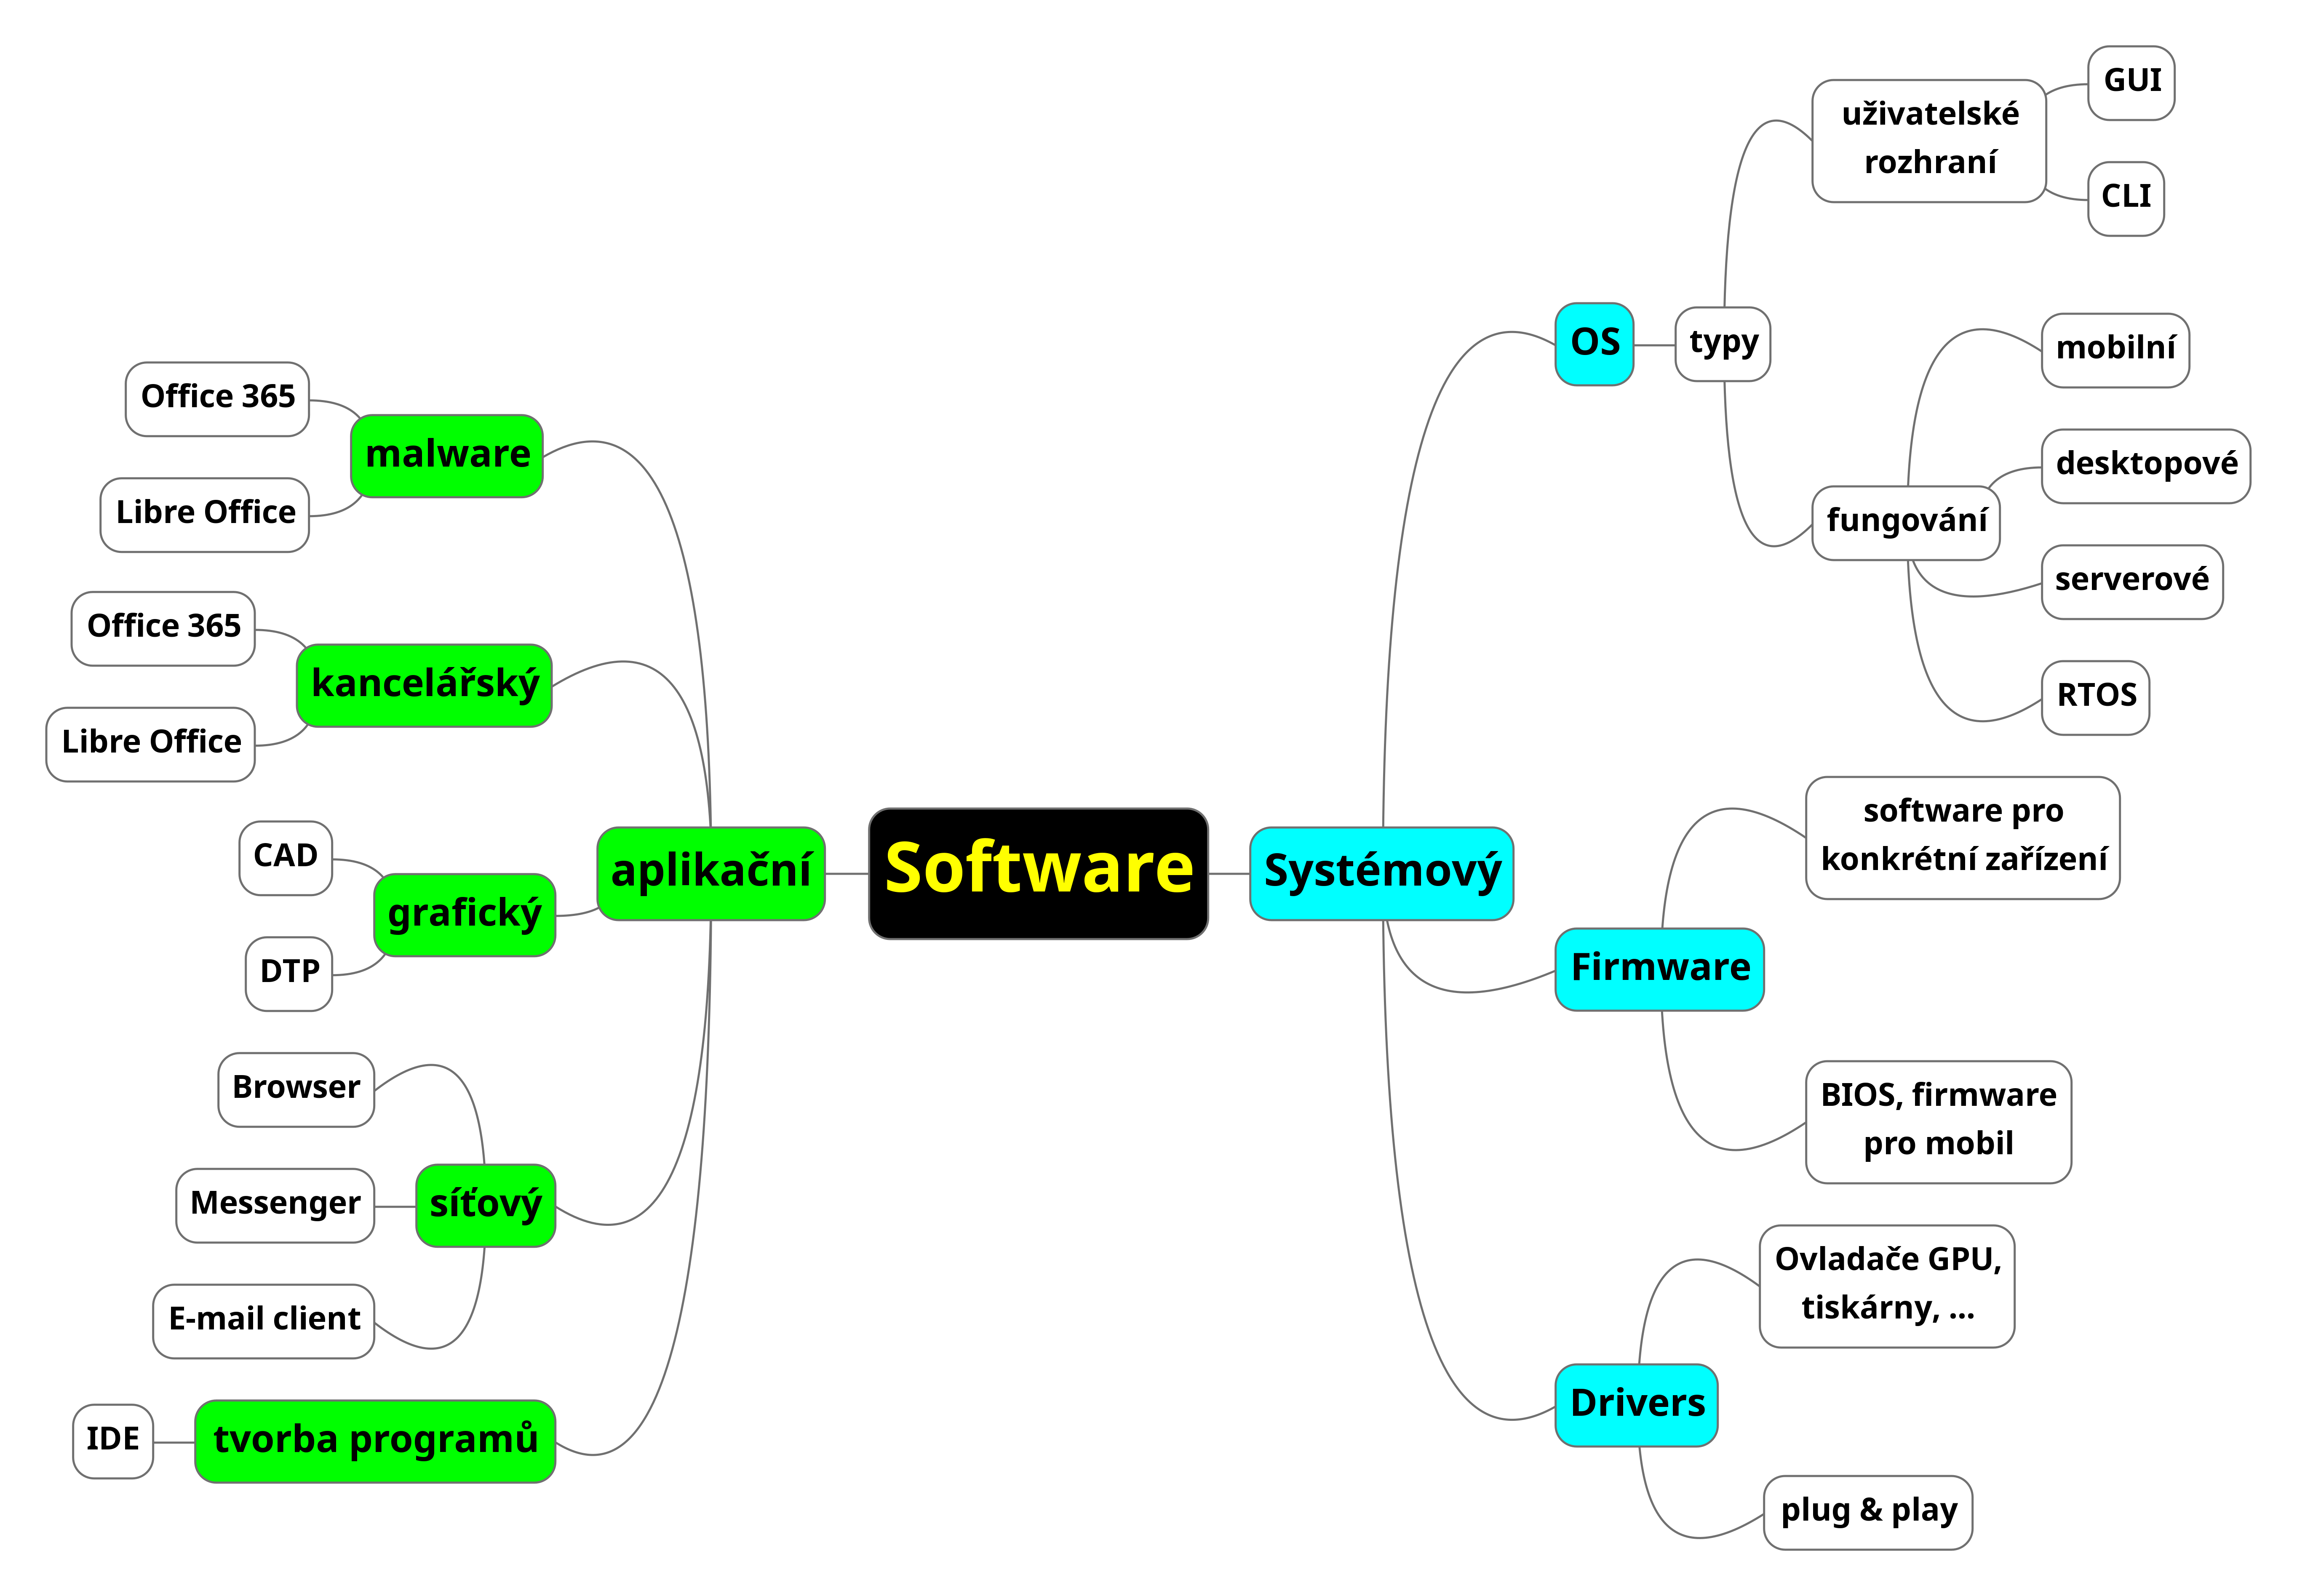 Software
aplikační
malware
Office 365
Libre Office
kancelářský
Office 365
Libre Office
grafický
CAD
DTP
síťový
Browser
Messenger
E-mail client
tvorba programů
IDE
Systémový
OS
typy
uživatelské
rozhraní
GUI
CLI
fungování
mobilní
desktopové
serverové
RTOS
Firmware
software pro
konkrétní zařízení
BIOS, firmware
pro mobil
Drivers
Ovladače GPU,
tiskárny, ...
plug & play